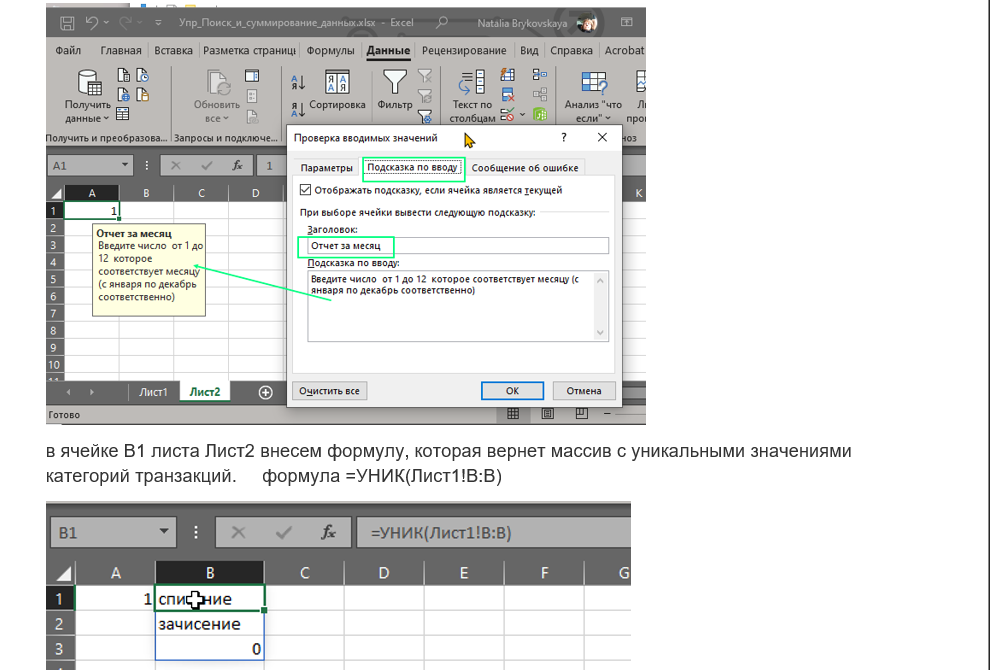 Упр_Поиск_и_суммирование_данных.xlsx - Excel Natalia Brykovskaya
Файл Главная Вставка Разметка страниц Формулы Данные Рецензирование Вид Справка Acrobat
Получить данные
Обновить все
Сортировка
Фильтр
Текст по столбцам
Анализ "что если"
Получить и преобразова... Запросы и подключе...
Проверка вводимых значений ? ×
A1 fx 1
Параметры Подсказка по вводу Сообщение об ошибке
Отображать подсказку, если ячейка является текущей
При выборе ячейки вывести следующую подсказку:
Заголовок:
Отчет за месяц
Подсказка по вводу:
Введите число от 1 до 12 которое соответствует месяцу (с
января по декабрь соответственно)
Очистить все ОК Отмена
A B C D K
1 1
2
3
4
5
6
7
8
9
10
Отчет за месяц
Введите число от 1 до
12 которое
соответствует месяцу
(с января по декабрь
соответственно)
Лист1 Лист2
Готово
в ячейке B1 листа Лист2 внесем формулу, которая вернет массив с уникальными значениями
категорий транзакций. формула =УНИК(Лист1!B:B)
B1 fx =УНИК(Лист1!B:B)
A B C D E F G
1 1
2 зачисение
3 0